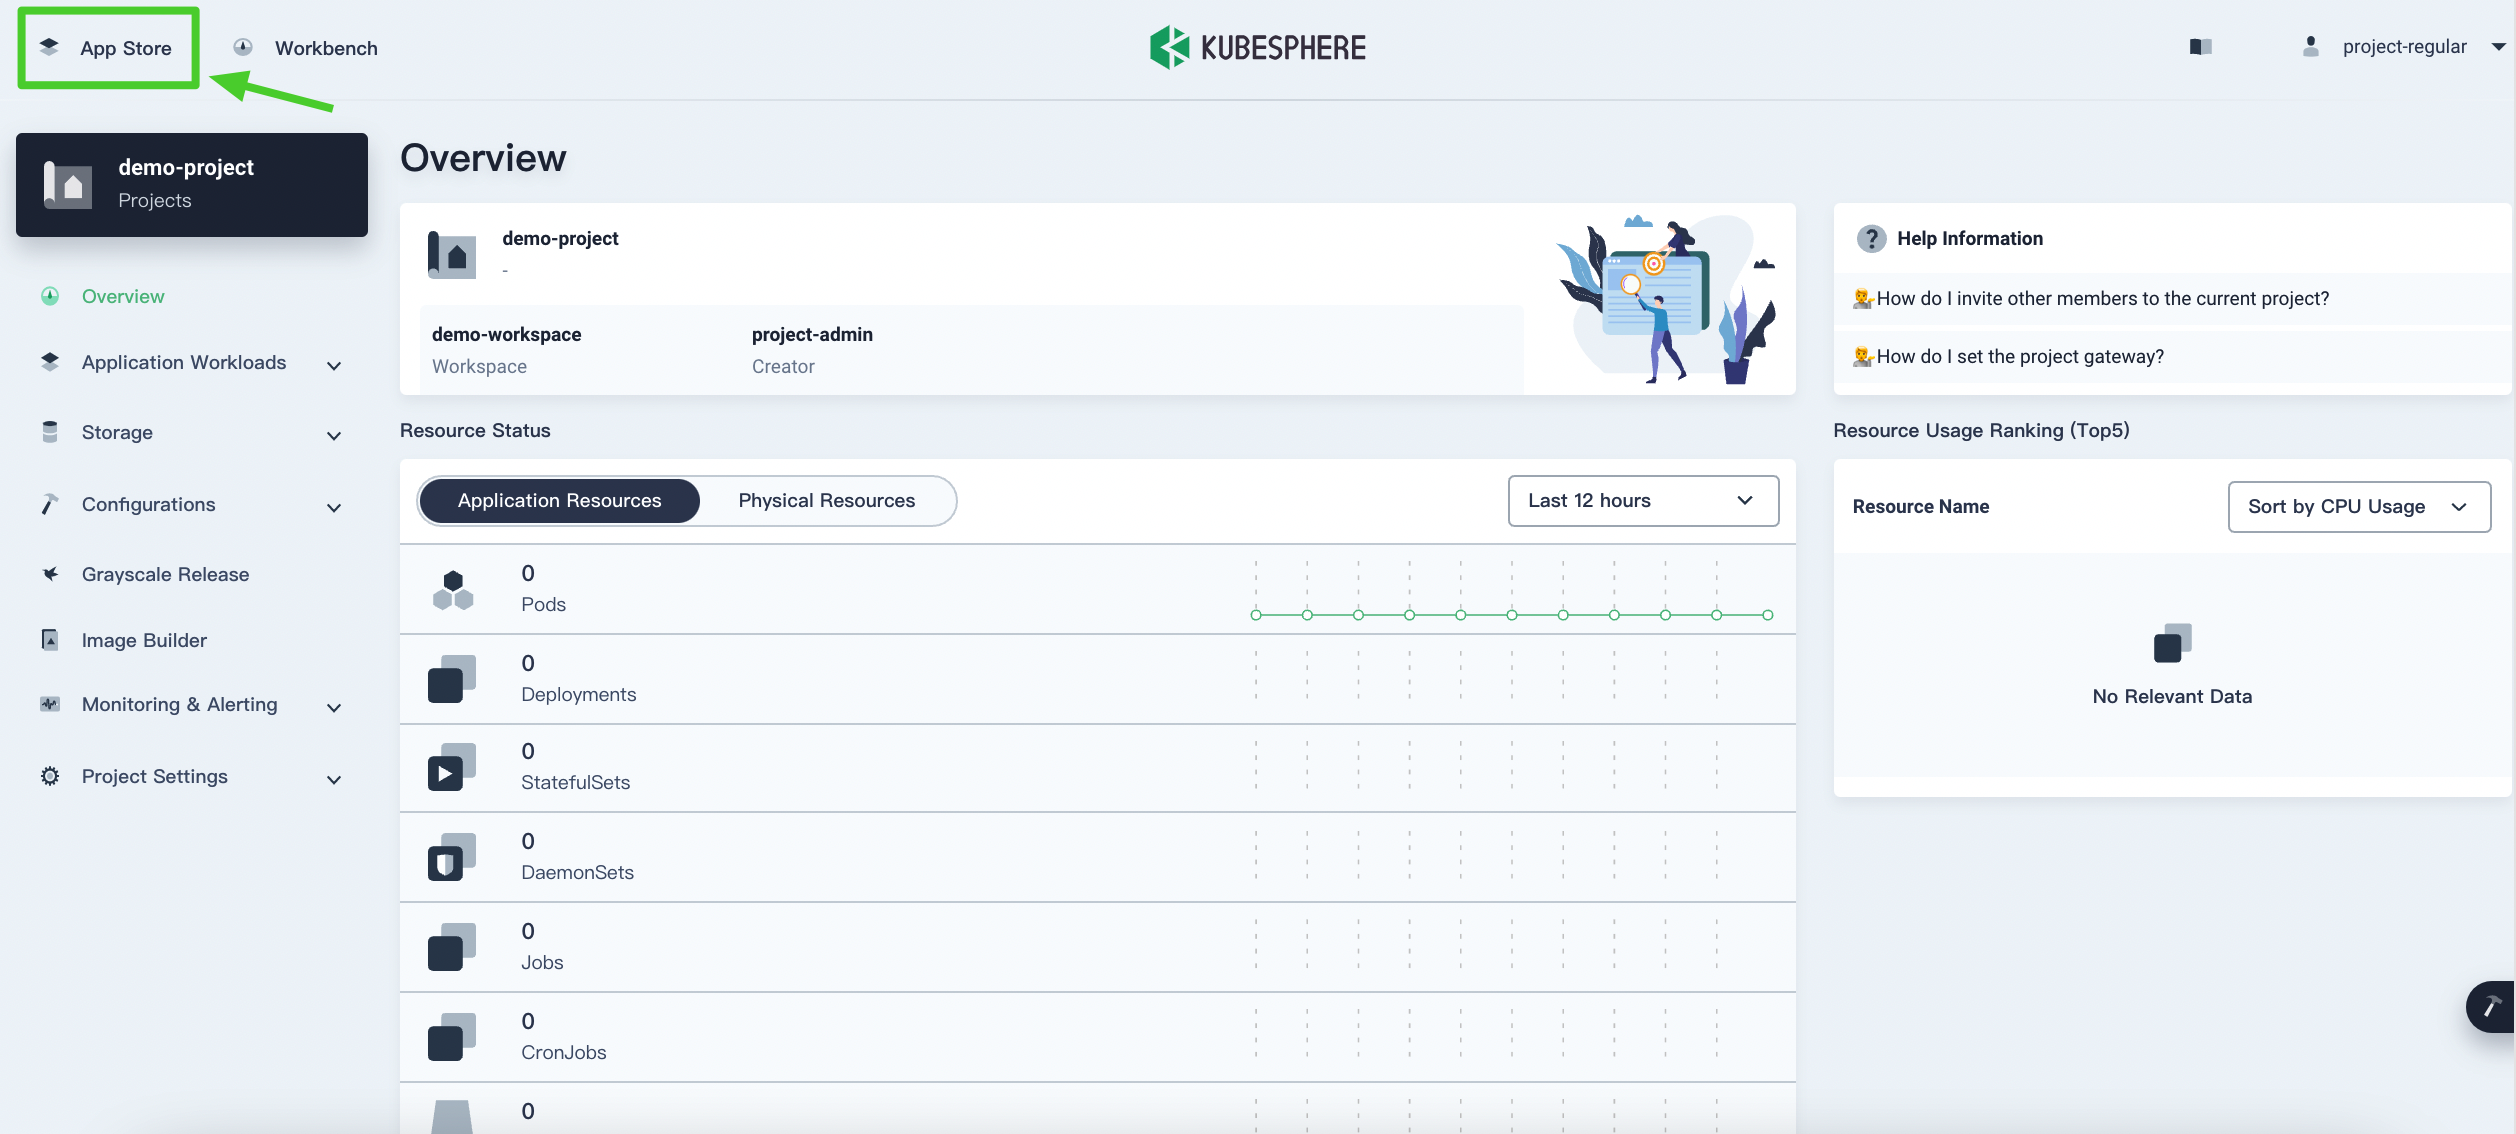 App Store
Workbench
KUBESPHERE
project-regular
demo-project
Projects
Overview
Application Workloads
Storage
Configurations
Grayscale Release
Image Builder
Monitoring & Alerting
Project Settings
Overview
demo-project
-
demo-workspace
Workspace
project-admin
Creator
Help Information
How do I invite other members to the current project?
How do I set the project gateway?
Resource Status
Application Resources
Physical Resources
Last 12 hours
0
Pods
0
Deployments
0
StatefulSets
0
DaemonSets
0
Jobs
0
CronJobs
0
Resource Usage Ranking (Top5)
Resource Name
Sort by CPU Usage
No Relevant Data